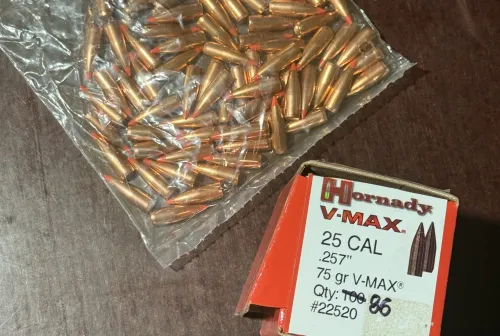 Hornady
V-MAX®
25 CAL
.257"
75 gr V-MAX®
Qty: 100 86
#22520